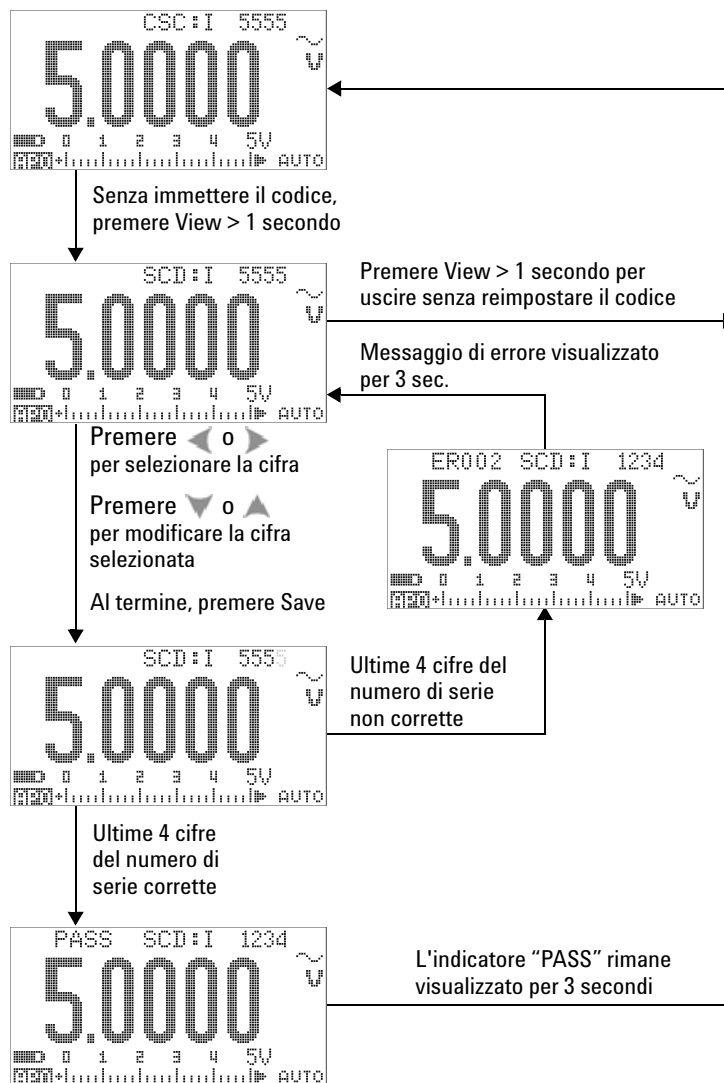 CSC:I 5555
5.0000
V
0 1 2 3 4 5V
APO AUTO
Senza immettere il codice,
premere View > 1 secondo
SCD:I 5555
5.0000
V
0 1 2 3 4 5V
APO AUTO
Premere View > 1 secondo per
uscire senza reimpostare il codice
Messaggio di errore visualizzato
per 3 sec.
Premere o
per selezionare la cifra
Premere o
per modificare la cifra
selezionata
Al termine, premere Save
ER002 SCD:I 1234
5.0000
V
0 1 2 3 4 5V
APO AUTO
SCD:I 5555
5.0000
V
0 1 2 3 4 5V
APO AUTO
Ultime 4 cifre del
numero di serie
non corrette
Ultime 4 cifre
del numero di
serie corrette
PASS SCD:I 1234
5.0000
V
0 1 2 3 4 5V
APO AUTO
L'indicatore “PASS” rimane
visualizzato per 3 secondi